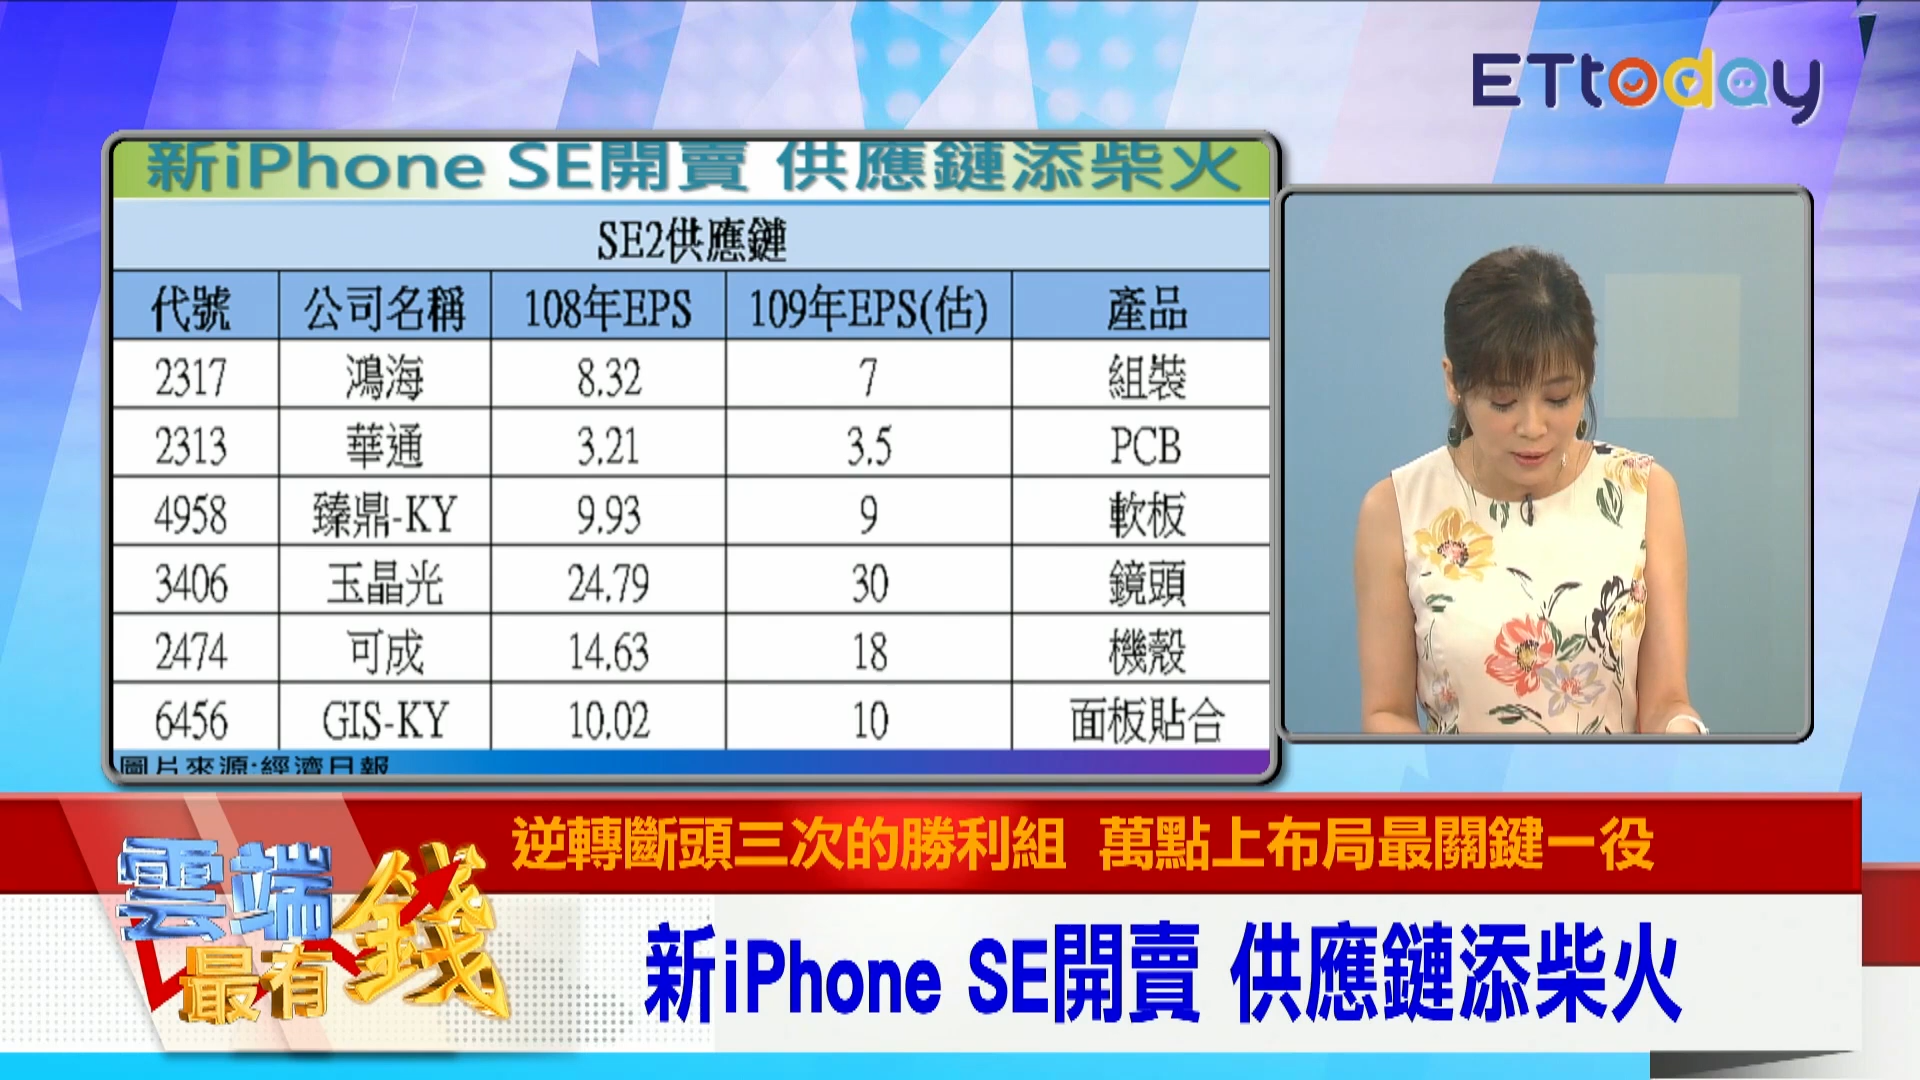 ETtoday
新iPhone SE開賣 供應鏈添柴火
SE2供應鏈
代號 公司名稱 108年EPS 109年EPS(估) 產品
2317 鴻海 8.32 7 組裝
2313 華通 3.21 3.5 PCB
4958 臻鼎-KY 9.93 9 軟板
3406 玉晶光 24.79 30 鏡頭
2474 可成 14.63 18 機殼
6456 GIS-KY 10.02 10 面板貼合
圖片來源:經濟日報
逆轉斷頭三次的勝利組 萬點上布局最關鍵一役
雲端最有錢
新iPhone SE開賣 供應鏈添柴火